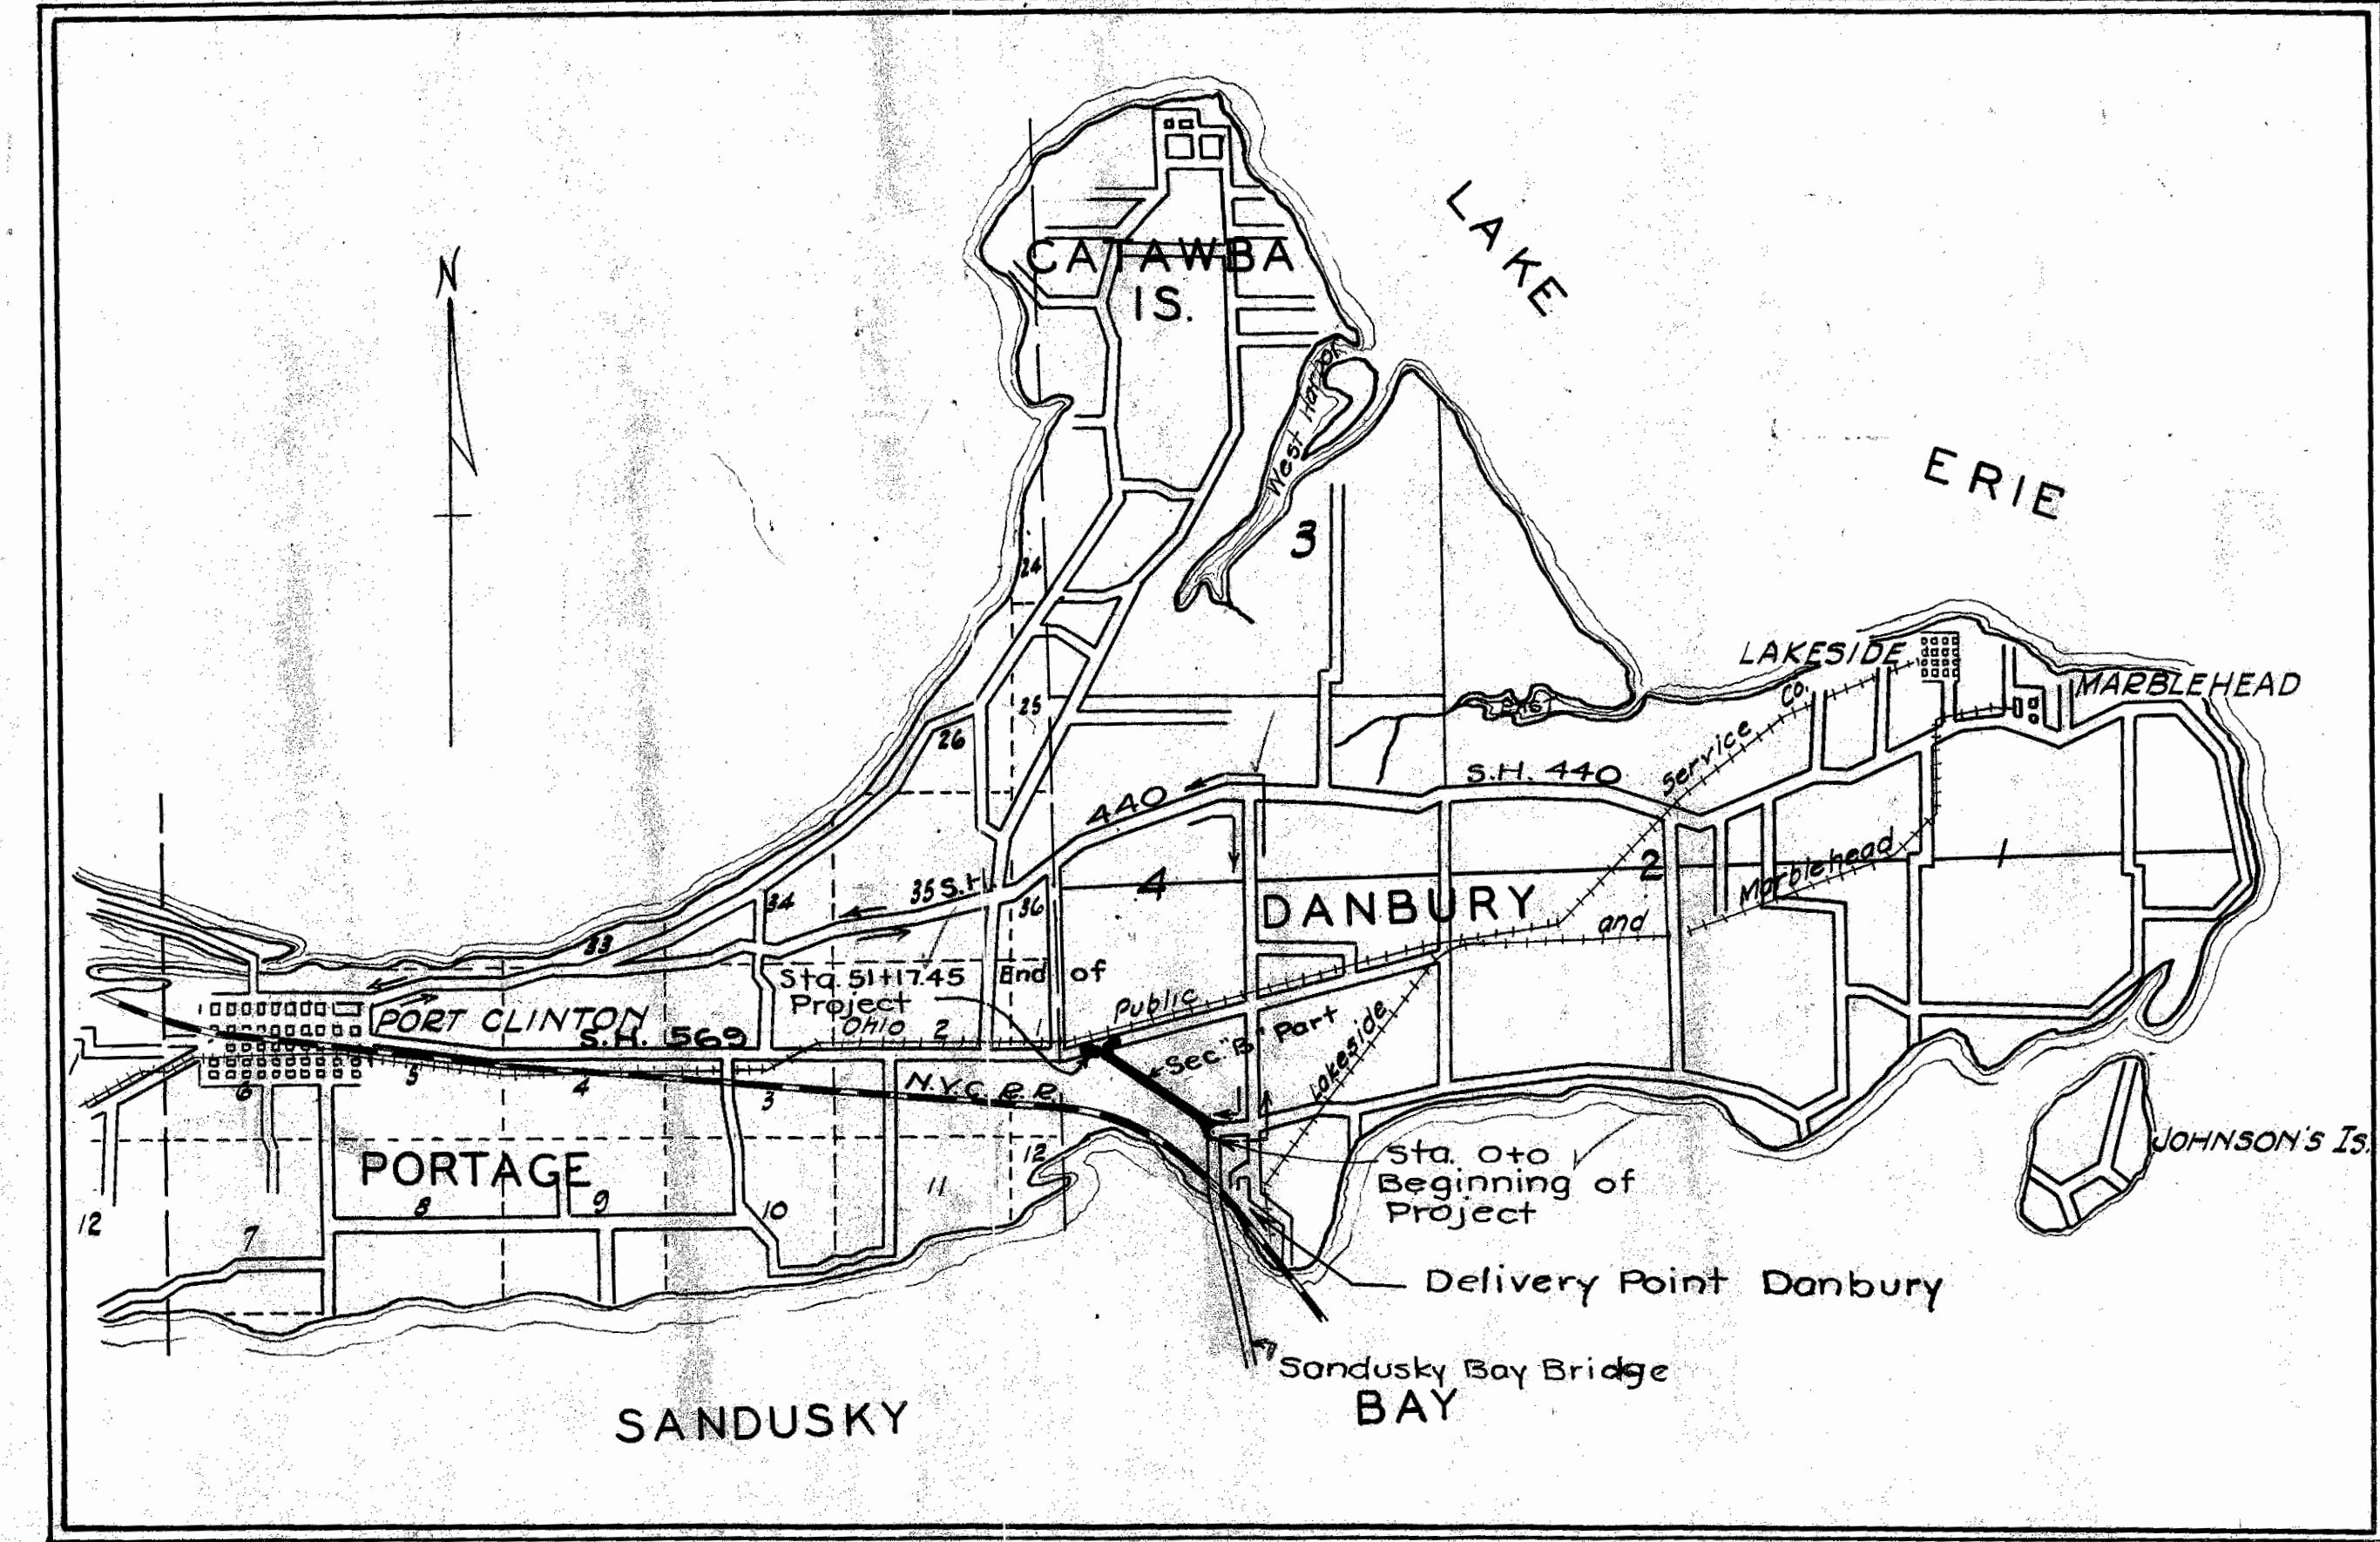 N
CATAWBA
IS.
LAKE
ERIE
West Harbor
3
24
25
26
LAKESIDE
MARBLEHEAD
Service Co.
S.H. 440
440
35 S.H.
34
33
36
4
DANBURY
2
and
Marblehead
1
Sta. 51+17.45 End of
Project
Ohio
2
1
Public
PORT CLINTON
S.H. 569
Sec. "B" Part
Lakeside
6
5
4
3
N.Y.C. R.R.
PORTAGE
12
7
8
9
10
11
12
JOHNSON'S IS.
Sta. 0+0
Beginning of
Project
Delivery Point Danbury
Sandusky Bay Bridge
SANDUSKY
BAY